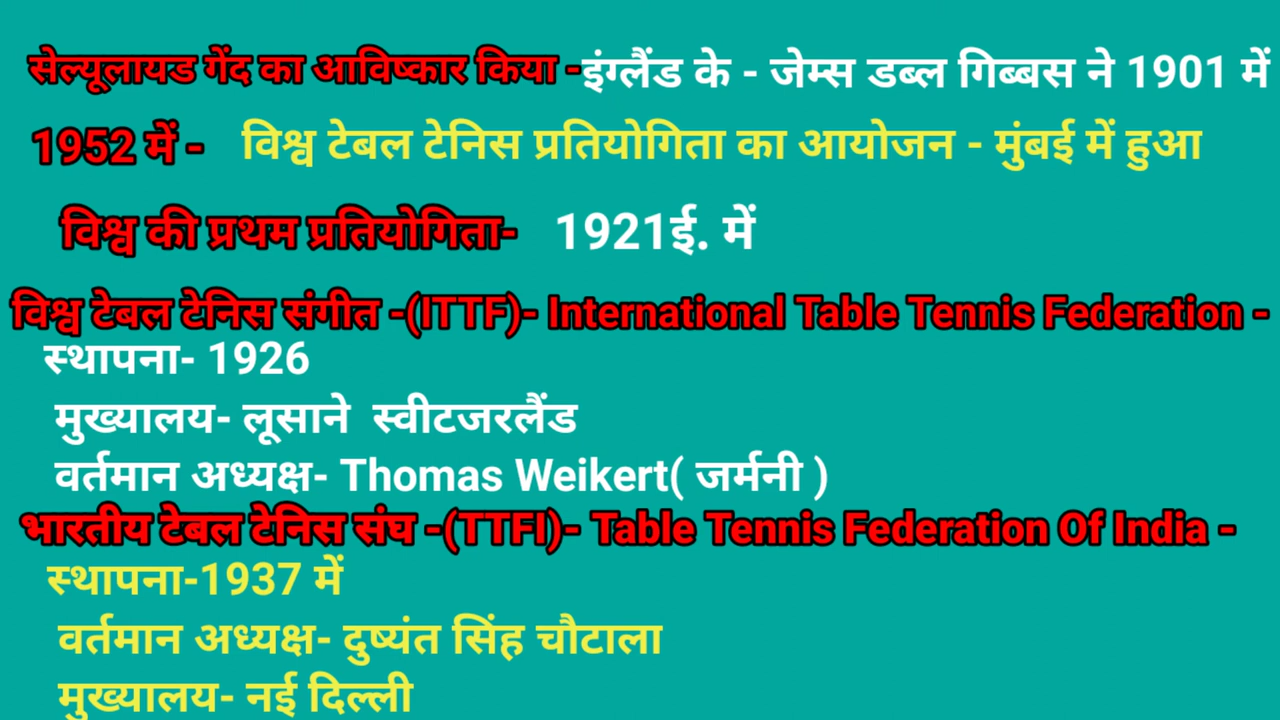 सेल्यूलायड गेंद का आविष्कार किया -इंग्लैंड के - जेम्स डब्ल गिब्बस ने 1901 में
1952 में - विश्व टेबल टेनिस प्रतियोगिता का आयोजन - मुंबई में हुआ
विश्व की प्रथम प्रतियोगिता- 1921ई. में
विश्व टेबल टेनिस संगीत -(ITTF)- International Table Tennis Federation -
स्थापना- 1926
मुख्यालय- लूसाने स्वीटजरलैंड
वर्तमान अध्यक्ष- Thomas Weikert( जर्मनी )
भारतीय टेबल टेनिस संघ -(TTFI)- Table Tennis Federation Of India -
स्थापना-1937 में
वर्तमान अध्यक्ष- दुष्यंत सिंह चौटाला
मुख्यालय- नई दिल्ली